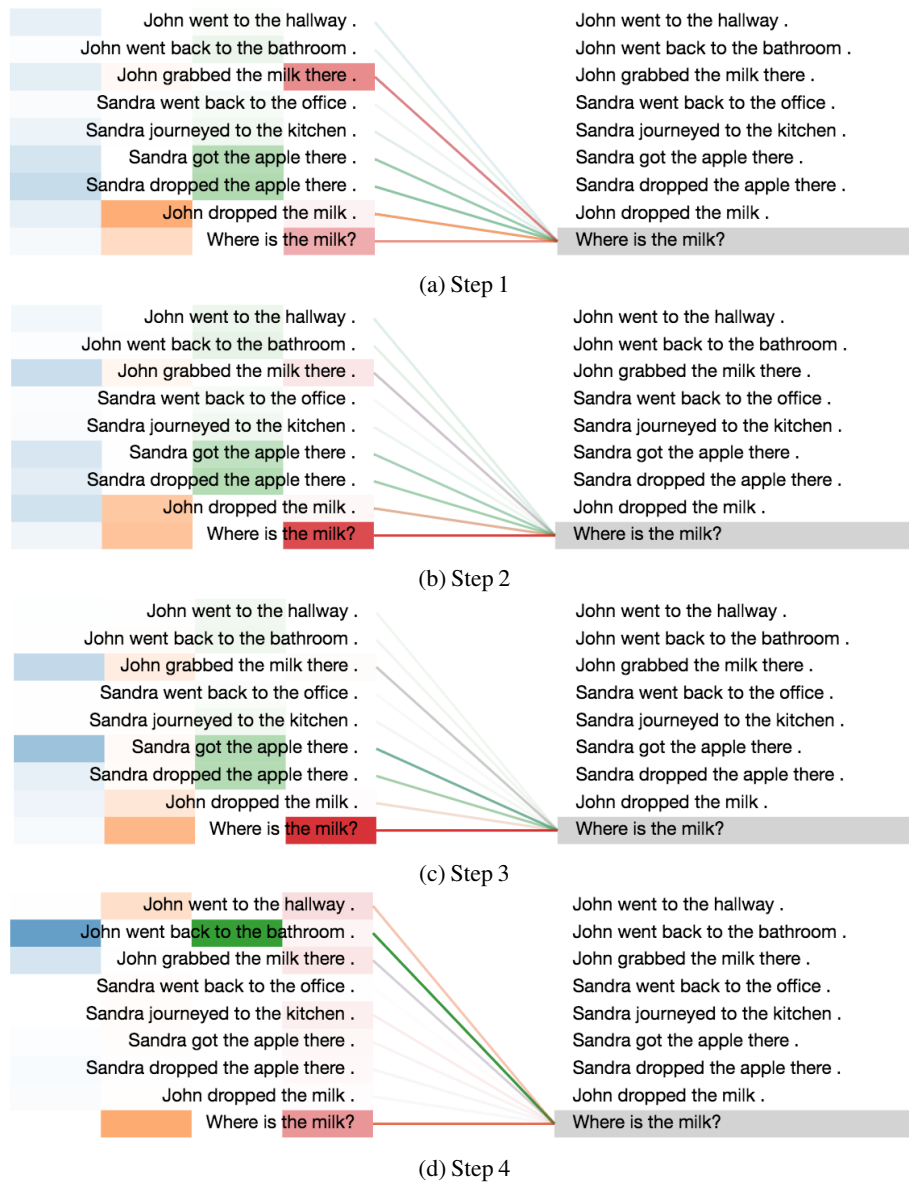 John went to the hallway . John went to the hallway .
John went back to the bathroom . John went back to the bathroom .
John grabbed the milk there . John grabbed the milk there .
Sandra went back to the office . Sandra went back to the office .
Sandra journeyed to the kitchen . Sandra journeyed to the kitchen .
Sandra got the apple there . Sandra got the apple there .
Sandra dropped the apple there . Sandra dropped the apple there .
John dropped the milk . John dropped the milk .
Where is the milk? Where is the milk?
(a) Step 1
John went to the hallway . John went to the hallway .
John went back to the bathroom . John went back to the bathroom .
John grabbed the milk there . John grabbed the milk there .
Sandra went back to the office . Sandra went back to the office .
Sandra journeyed to the kitchen . Sandra journeyed to the kitchen .
Sandra got the apple there . Sandra got the apple there .
Sandra dropped the apple there . Sandra dropped the apple there .
John dropped the milk . John dropped the milk .
Where is the milk? Where is the milk?
(b) Step 2
John went to the hallway . John went to the hallway .
John went back to the bathroom . John went back to the bathroom .
John grabbed the milk there . John grabbed the milk there .
Sandra went back to the office . Sandra went back to the office .
Sandra journeyed to the kitchen . Sandra journeyed to the kitchen .
Sandra got the apple there . Sandra got the apple there .
Sandra dropped the apple there . Sandra dropped the apple there .
John dropped the milk . John dropped the milk .
Where is the milk? Where is the milk?
(c) Step 3
John went to the hallway . John went to the hallway .
John went back to the bathroom . John went back to the bathroom .
John grabbed the milk there . John grabbed the milk there .
Sandra went back to the office . Sandra went back to the office .
Sandra journeyed to the kitchen . Sandra journeyed to the kitchen .
Sandra got the apple there . Sandra got the apple there .
Sandra dropped the apple there . Sandra dropped the apple there .
John dropped the milk . John dropped the milk .
Where is the milk? Where is the milk?
(d) Step 4